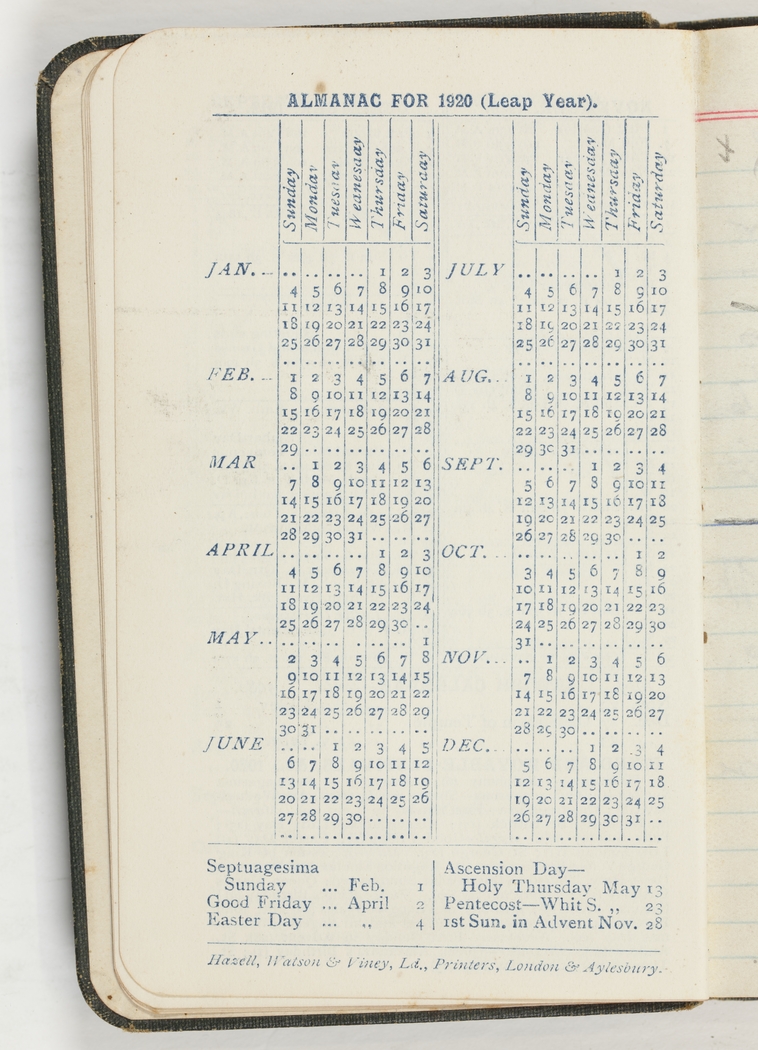 ALMANAC FOR 1920 (Leap Year).
Sunday Monday Tuesday Wednesday Thursday Friday Saturday
JAN. .. .. .. .. .. 1 2 3
4 5 6 7 8 9 10
11 12 13 14 15 16 17
18 19 20 21 22 23 24
25 26 27 28 29 30 31
.. .. .. .. .. .. ..
FEB. .. 1 2 3 4 5 6 7
8 9 10 11 12 13 14
15 16 17 18 19 20 21
22 23 24 25 26 27 28
29 .. .. .. .. .. ..
MAR .. 1 2 3 4 5 6
7 8 9 10 11 12 13
14 15 16 17 18 19 20
21 22 23 24 25 26 27
28 29 30 31 .. .. ..
APRIL .. .. .. .. 1 2 3
4 5 6 7 8 9 10
11 12 13 14 15 16 17
18 19 20 21 22 23 24
25 26 27 28 29 30 ..
MAY .. .. .. .. .. .. .. 1
2 3 4 5 6 7 8
9 10 11 12 13 14 15
16 17 18 19 20 21 22
23 24 25 26 27 28 29
30 31 .. .. .. .. ..
JUNE .. .. 1 2 3 4 5
6 7 8 9 10 11 12
13 14 15 16 17 18 19
20 21 22 23 24 25 26
27 28 29 30 .. .. ..
.. .. .. .. .. .. ..
Sunday Monday Tuesday Wednesday Thursday Friday Saturday
JULY .. .. .. .. 1 2 3
4 5 6 7 8 9 10
11 12 13 14 15 16 17
18 19 20 21 22 23 24
25 26 27 28 29 30 31
.. .. .. .. .. .. ..
AUG. .. 1 2 3 4 5 6 7
8 9 10 11 12 13 14
15 16 17 18 19 20 21
22 23 24 25 26 27 28
29 30 31 .. .. .. ..
SEPT. .. .. .. 1 2 3 4
5 6 7 8 9 10 11
12 13 14 15 16 17 18
19 20 21 22 23 24 25
26 27 28 29 30 .. ..
OCT. .. .. .. .. .. .. 1 2
3 4 5 6 7 8 9
10 11 12 13 14 15 16
17 18 19 20 21 22 23
24 25 26 27 28 29 30
31 .. .. .. .. .. ..
NOV. .. .. 1 2 3 4 5 6
7 8 9 10 11 12 13
14 15 16 17 18 19 20
21 22 23 24 25 26 27
28 29 30 .. .. .. ..
DEC. .. .. .. .. 1 2 3 4
5 6 7 8 9 10 11
12 13 14 15 16 17 18
19 20 21 22 23 24 25
26 27 28 29 30 31 ..
.. .. .. .. .. .. ..
Septuagesima
Sunday ... Feb. 1
Good Friday ... April 2
Easter Day ... „ 4
Ascension Day—
Holy Thursday May 13
Pentecost—Whit S. „ 23
1st Sun. in Advent Nov. 28
Hazell, Watson & Viney, Ld., Printers, London & Aylesbury.
4